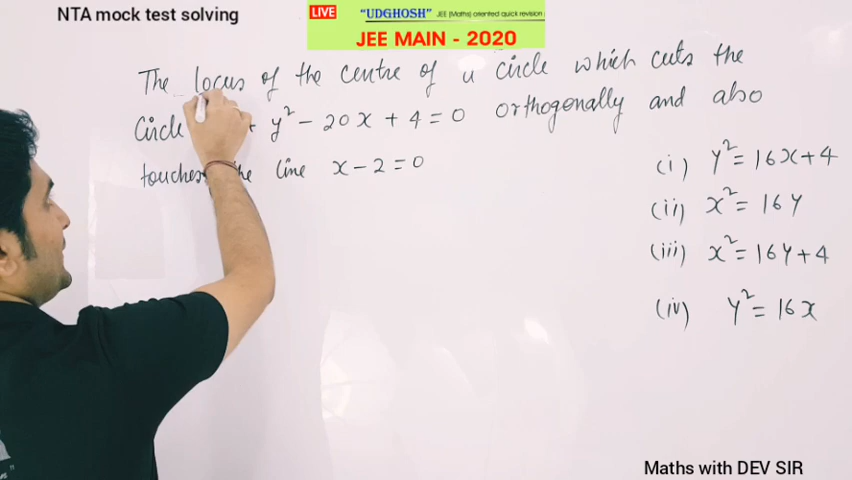 NTA mock test solving
LIVE
"UDGHOSH" JEE (Maths) oriented quick revision
JEE MAIN - 2020
The locus of the centre of a circle which cuts the
Circle + y² - 20x + 4 = 0 orthogonally and also
touches the line x - 2 = 0
(i) y² = 16x + 4
(ii) x² = 16y
(iii) x² = 16y + 4
(iv) y² = 16x
Maths with DEV SIR